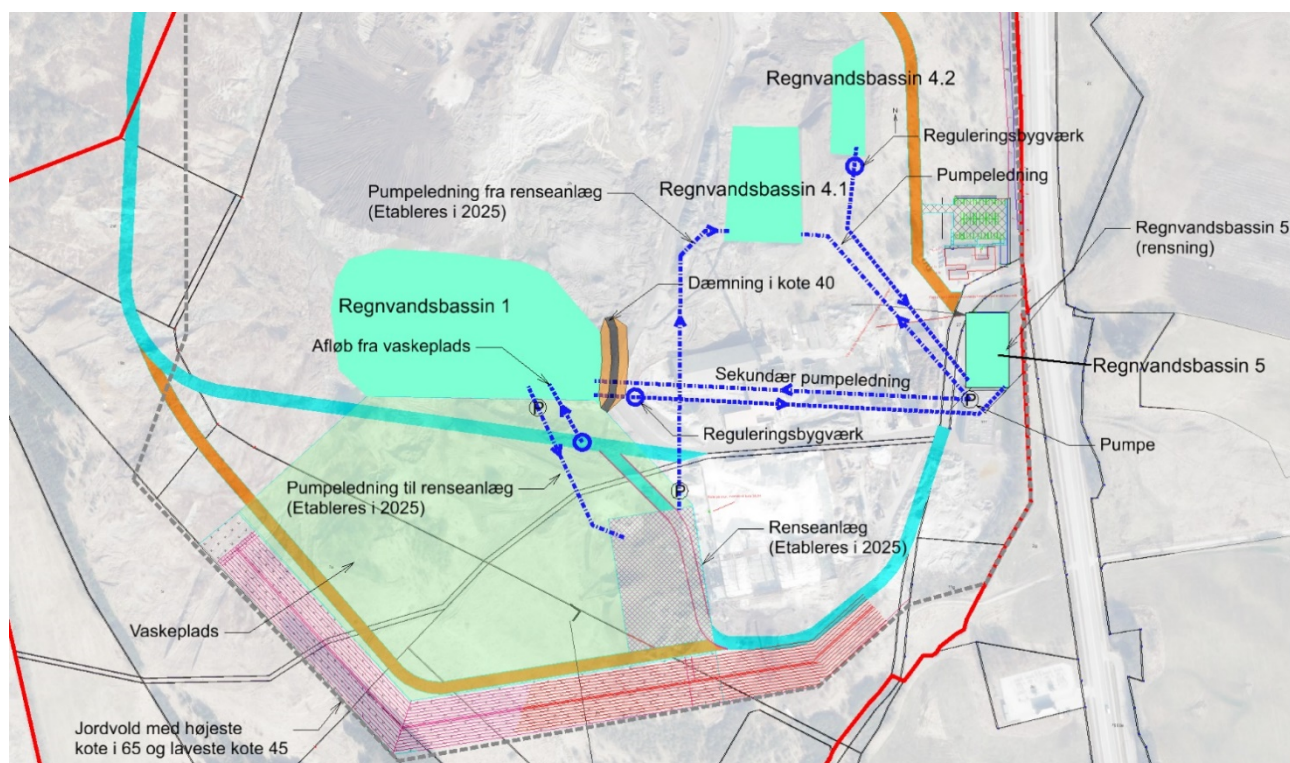 Regnvandsbassin 4.2
Reguleringsbygværk
Pumpeledning fra renseanlæg
(Etableres i 2025)
Regnvandsbassin 4.1
Pumpeledning
Regnvandsbassin 5
(rensning)
Dæmning i kote 40
Regnvandsbassin 1
Afløb fra vaskeplads
Regnvandsbassin 5
Sekundær pumpeledning
P
P
Reguleringsbygværk
Pumpe
Pumpeledning til renseanlæg
(Etableres i 2025)
P
Renseanlæg
(Etableres i 2025)
Vaskeplads
Jordvold med højeste
kote i 65 og laveste kote 45